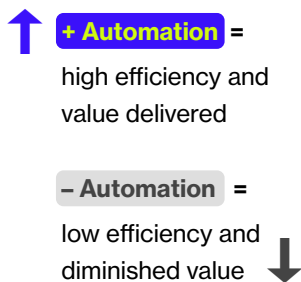 + Automation =
high efficiency and
value delivered
– Automation =
low efficiency and
diminished value